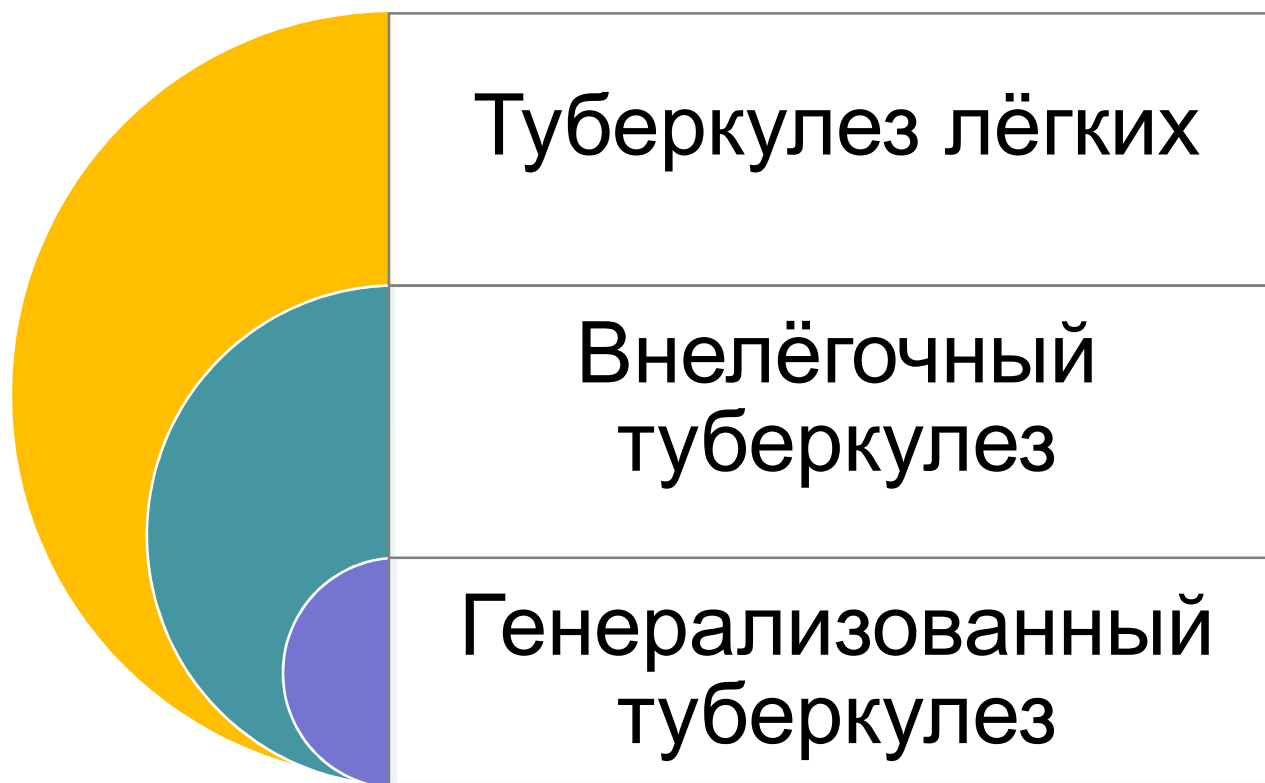 Туберкулез лёгких
Внелёгочный
туберкулез
Генерализованный
туберкулез